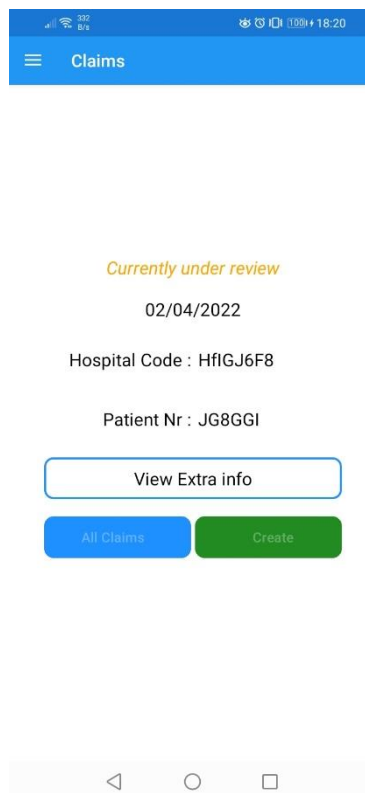 332
B/s
100
18:20
Claims
Currently under review
02/04/2022
Hospital Code : HfIGJ6F8
Patient Nr : JG8GGI
View Extra info
All Claims
Create